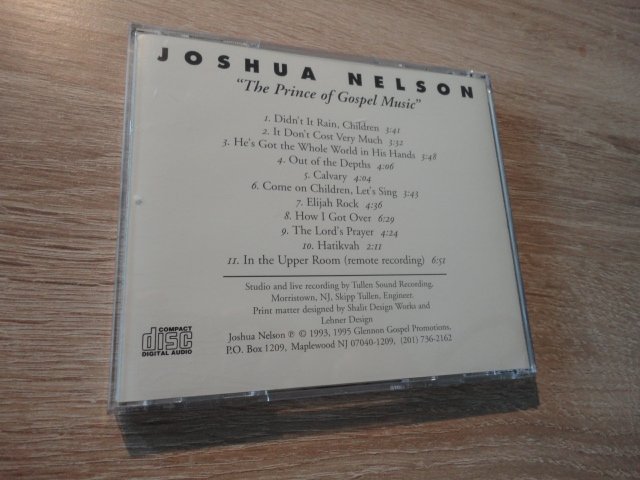 JOSHUA NELSON
“The Prince of Gospel Music”
1. Didn't It Rain, Children 3:41
2. It Don't Cost Very Much 3:32
3. He's Got the Whole World in His Hands 3:48
4. Out of the Depths 4:06
5. Calvary 4:04
6. Come on Children, Let's Sing 3:43
7. Elijah Rock 4:36
8. How I Got Over 6:29
9. The Lord's Prayer 4:24
10. Hatikvah 2:11
11. In the Upper Room (remote recording) 6:51
Studio and live recording by Tullen Sound Recording,
Morristown, NJ, Skipp Tullen, Engineer.
Print matter designed by Shalit Design Works and
Lehner Design
Joshua Nelson ℗ © 1993, 1995 Glennon Gospel Promotions,
P.O. Box 1209, Maplewood NJ 07040-1209, (201) 736-2162
COMPACT
disc
DIGITAL AUDIO